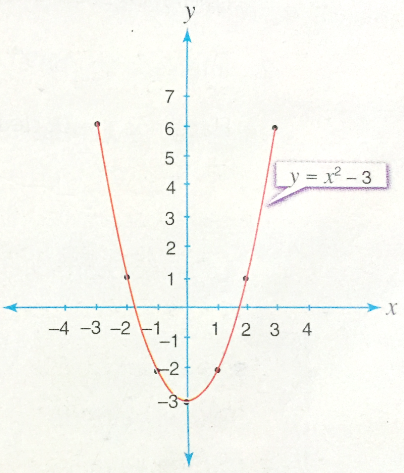 y
7
6
5
y = x² – 3
4
3
2
1
x
–4 –3 –2 –1 1 2 3 4
–1
–2
–3